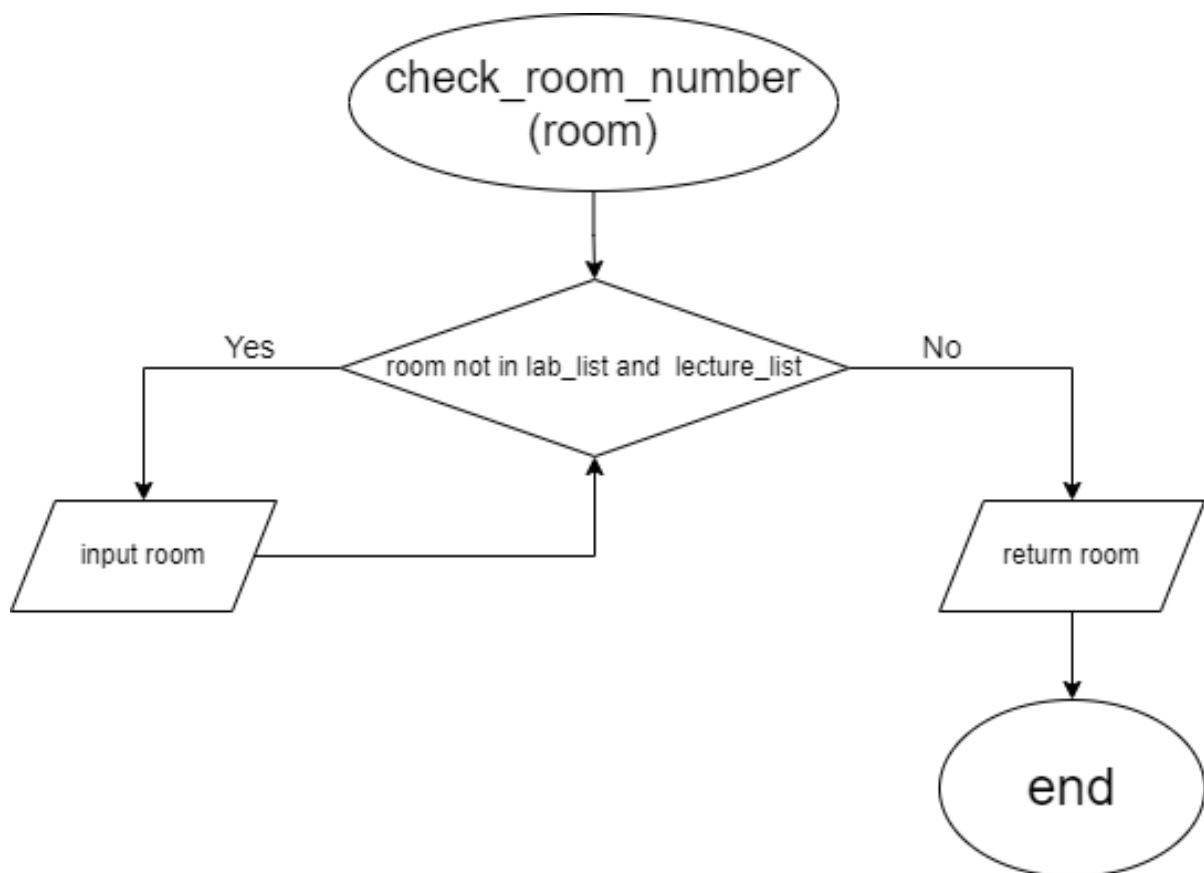 check_room_number
(room)
Yes
room not in lab_list and  lecture_list
No
input room
return room
end